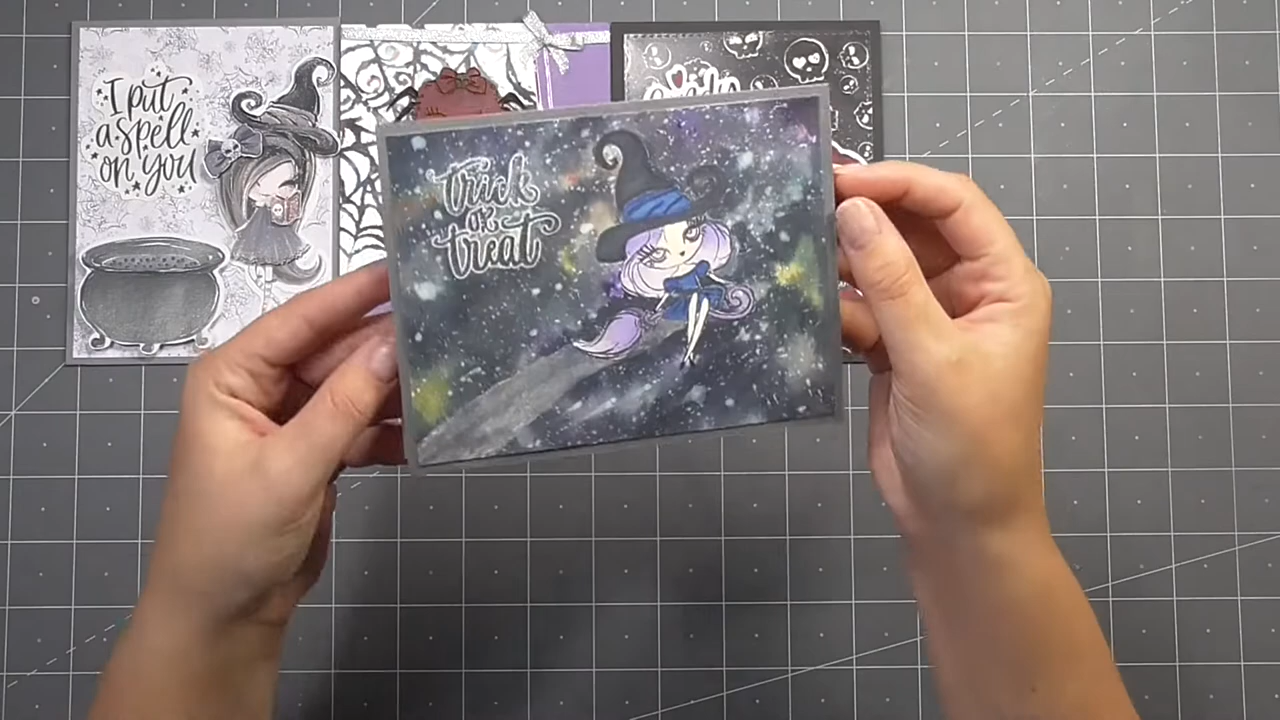 I put
a spell
on you
trick
or
treat